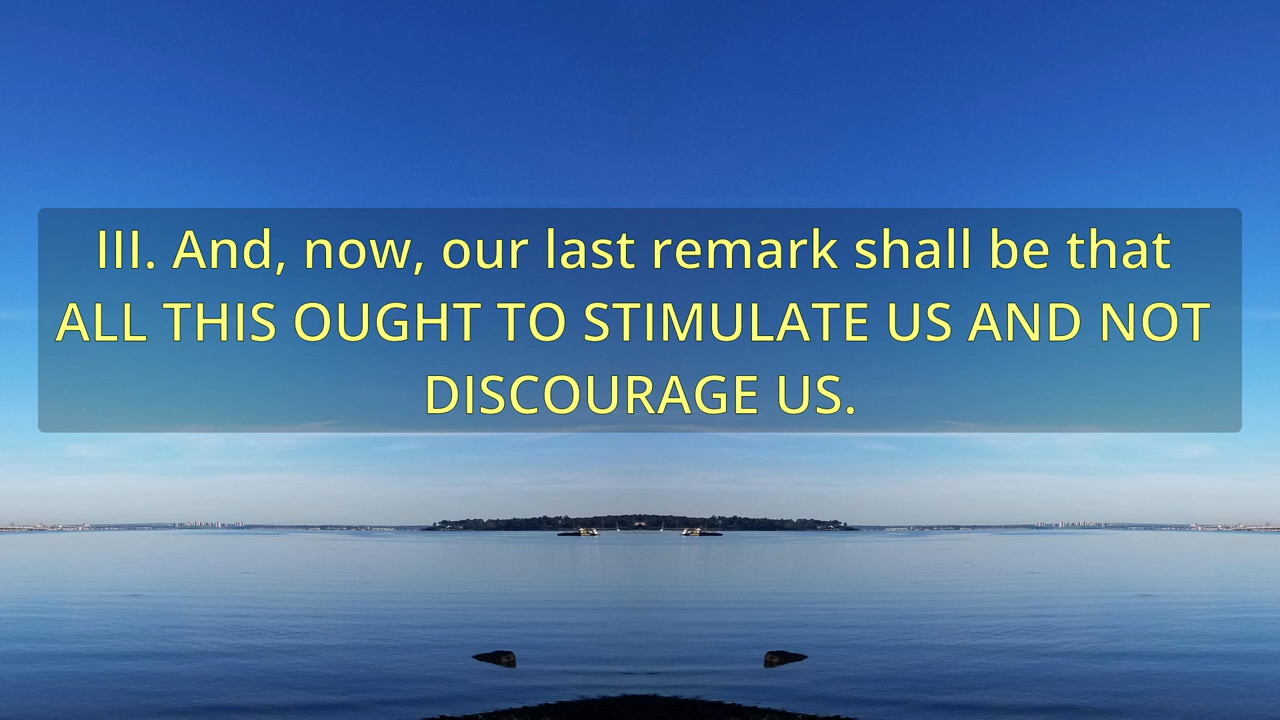 III. And, now, our last remark shall be that
ALL THIS OUGHT TO STIMULATE US AND NOT
DISCOURAGE US.